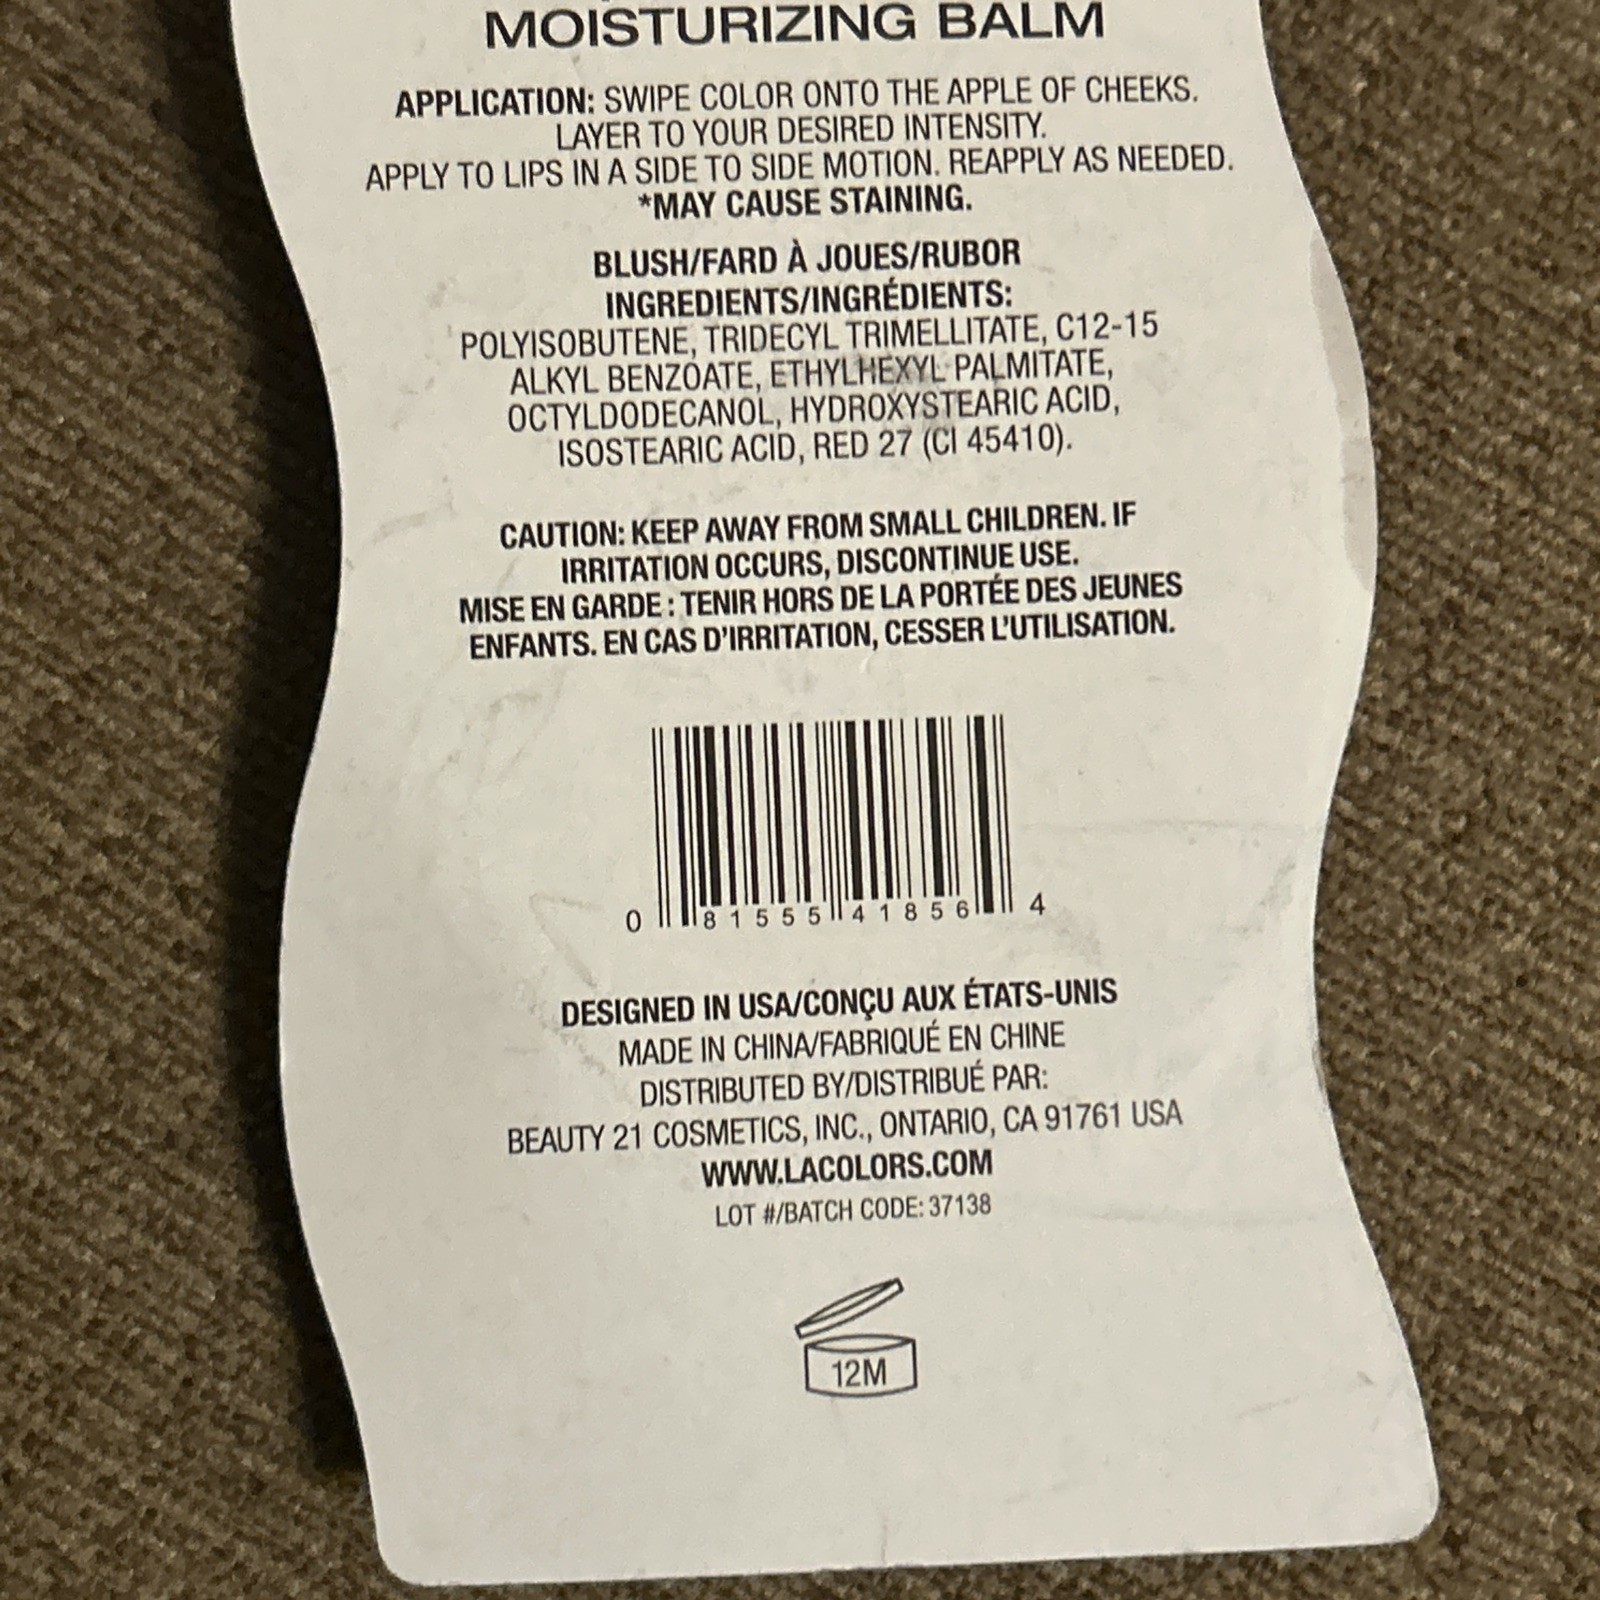 MOISTURIZING BALM
APPLICATION: SWIPE COLOR ONTO THE APPLE OF CHEEKS.
LAYER TO YOUR DESIRED INTENSITY.
APPLY TO LIPS IN A SIDE TO SIDE MOTION. REAPPLY AS NEEDED.
*MAY CAUSE STAINING.
BLUSH/FARD À JOUES/RUBOR
INGREDIENTS/INGRÉDIENTS:
POLYISOBUTENE, TRIDECYL TRIMELLITATE, C12-15
ALKYL BENZOATE, ETHYLHEXYL PALMITATE,
OCTYLDODECANOL, HYDROXYSTEARIC ACID,
ISOSTEARIC ACID, RED 27 (CI 45410).
CAUTION: KEEP AWAY FROM SMALL CHILDREN. IF
IRRITATION OCCURS, DISCONTINUE USE.
MISE EN GARDE : TENIR HORS DE LA PORTÉE DES JEUNES
ENFANTS. EN CAS D'IRRITATION, CESSER L'UTILISATION.
0 81555 41856 4
DESIGNED IN USA/CONÇU AUX ÉTATS-UNIS
MADE IN CHINA/FABRIQUÉ EN CHINE
DISTRIBUTED BY/DISTRIBUÉ PAR:
BEAUTY 21 COSMETICS, INC., ONTARIO, CA 91761 USA
WWW.LACOLORS.COM
LOT #/BATCH CODE: 37138
12M